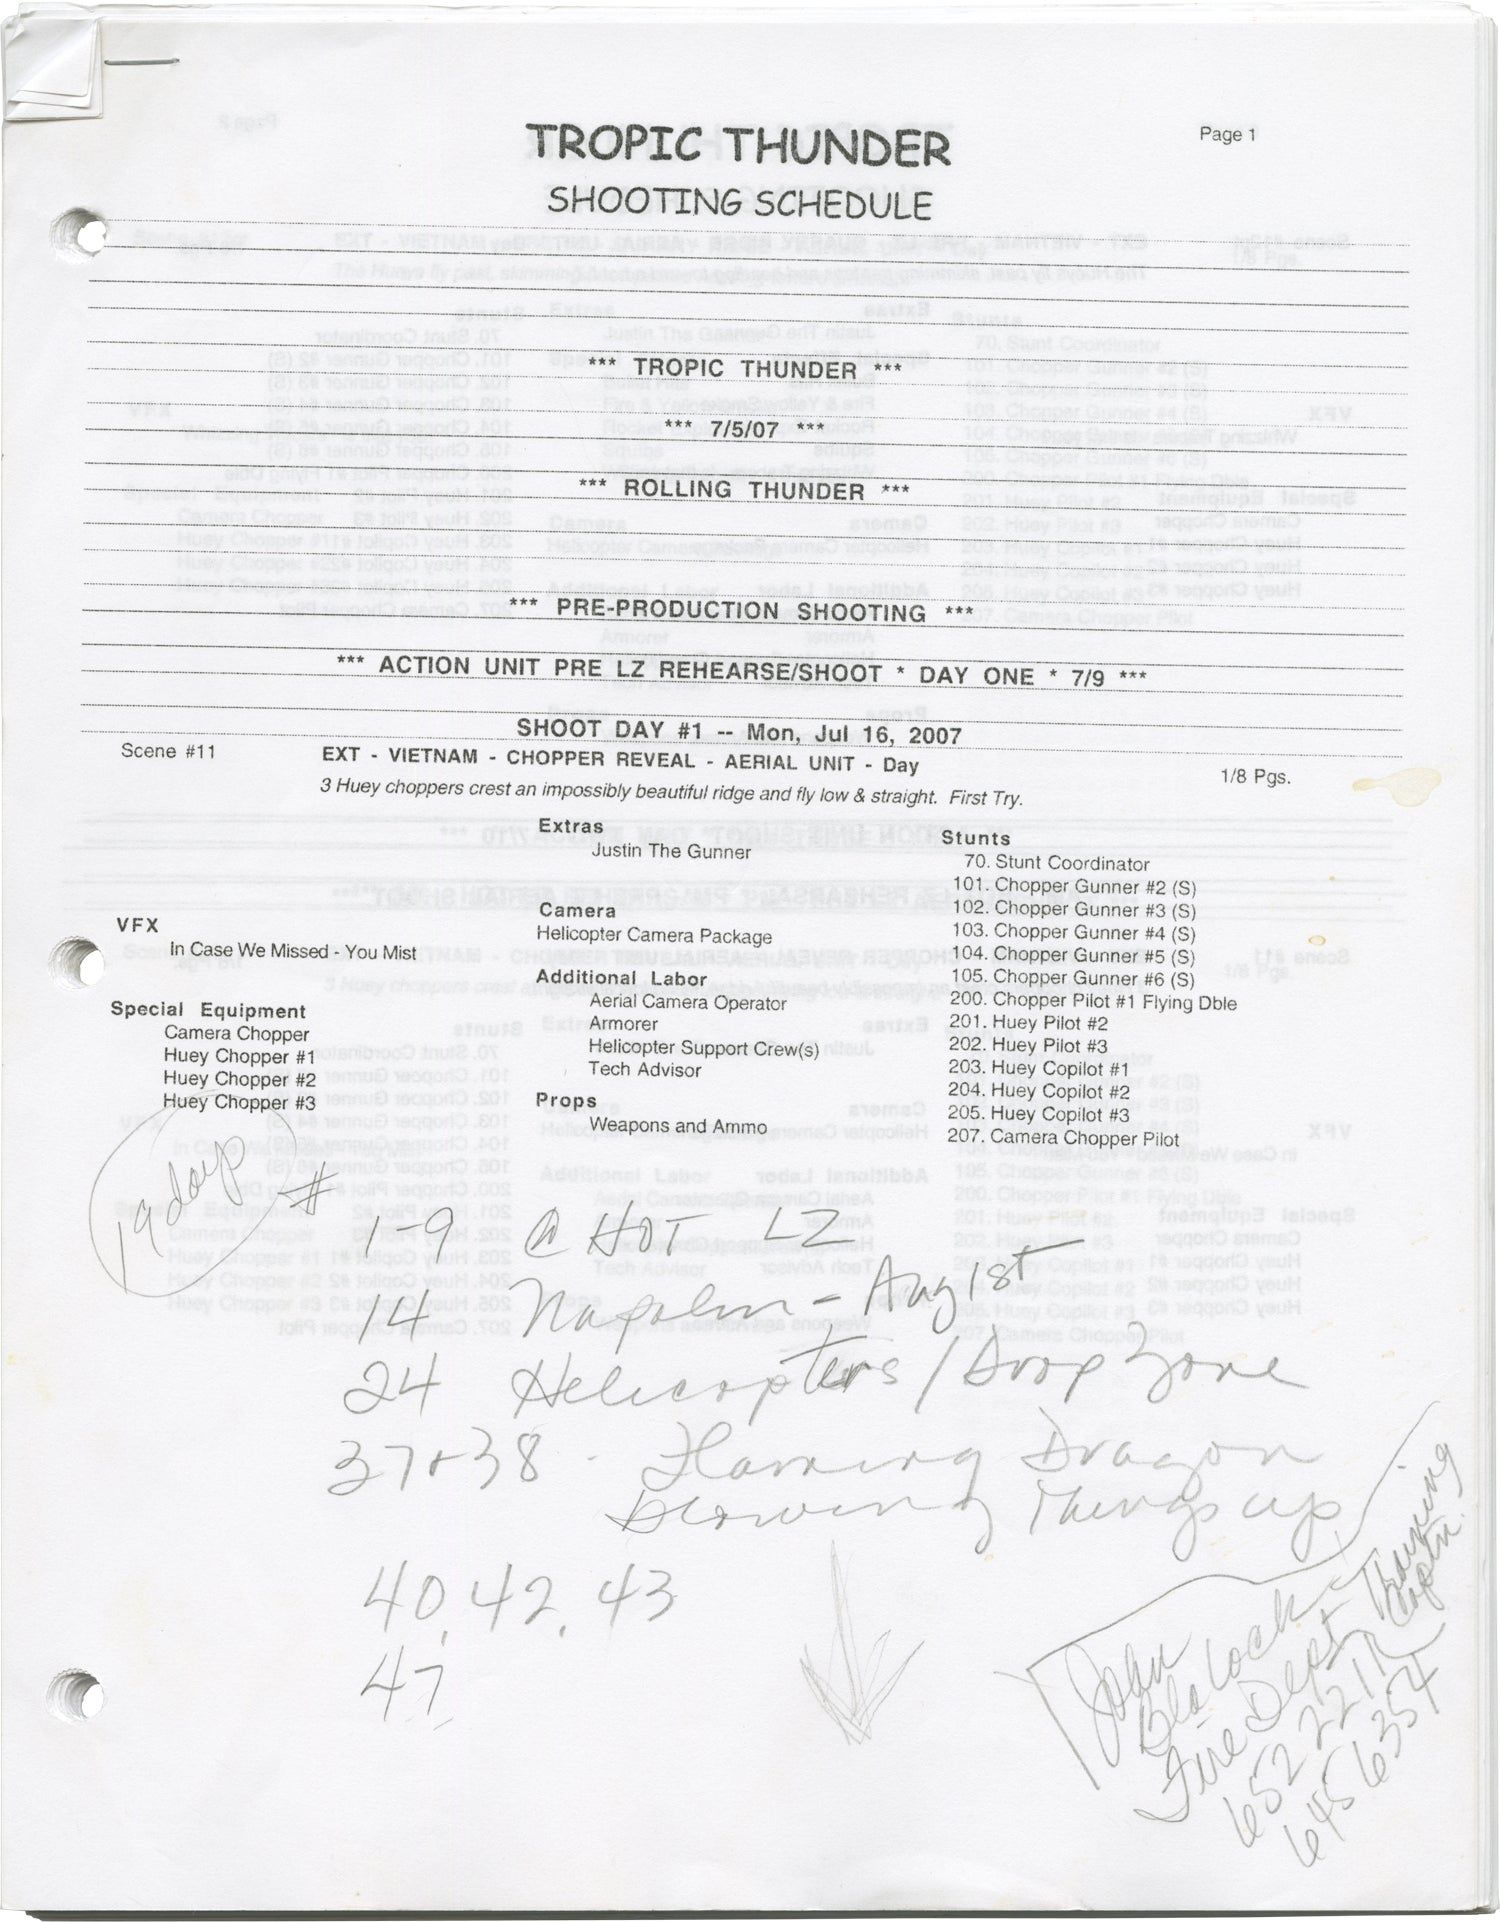 Page 1
TROPIC THUNDER
SHOOTING SCHEDULE
*** TROPIC THUNDER ***
*** 7/5/07 ***
*** ROLLING THUNDER ***
*** PRE-PRODUCTION SHOOTING ***
*** ACTION UNIT PRE LZ REHEARSE/SHOOT * DAY ONE * 7/9 ***
SHOOT DAY #1 -- Mon, Jul 16, 2007
Scene #11 EXT - VIETNAM - CHOPPER REVEAL - AERIAL UNIT - Day 1/8 Pgs.
3 Huey choppers crest an impossibly beautiful ridge and fly low & straight. First Try.
VFX
In Case We Missed - You Mist
Special Equipment
Camera Chopper
Huey Chopper #1
Huey Chopper #2
Huey Chopper #3
Extras
Justin The Gunner
Camera
Helicopter Camera Package
Additional Labor
Aerial Camera Operator
Armorer
Helicopter Support Crew(s)
Tech Advisor
Props
Weapons and Ammo
Stunts
70. Stunt Coordinator
101. Chopper Gunner #2 (S)
102. Chopper Gunner #3 (S)
103. Chopper Gunner #4 (S)
104. Chopper Gunner #5 (S)
105. Chopper Gunner #6 (S)
200. Chopper Pilot #1 Flying Dble
201. Huey Pilot #2
202. Huey Pilot #3
203. Huey Copilot #1
204. Huey Copilot #2
205. Huey Copilot #3
207. Camera Chopper Pilot
19 days #
1-9 @ HOT LZ
14 Napalm - Aug 1st
24 Helicopters / Drop Zone
37+38 - Flaming Dragon
Blowing Things up
40, 42, 43
47
John
Blalock
Fire Dept Training
Captn.
652 2211
645 6354